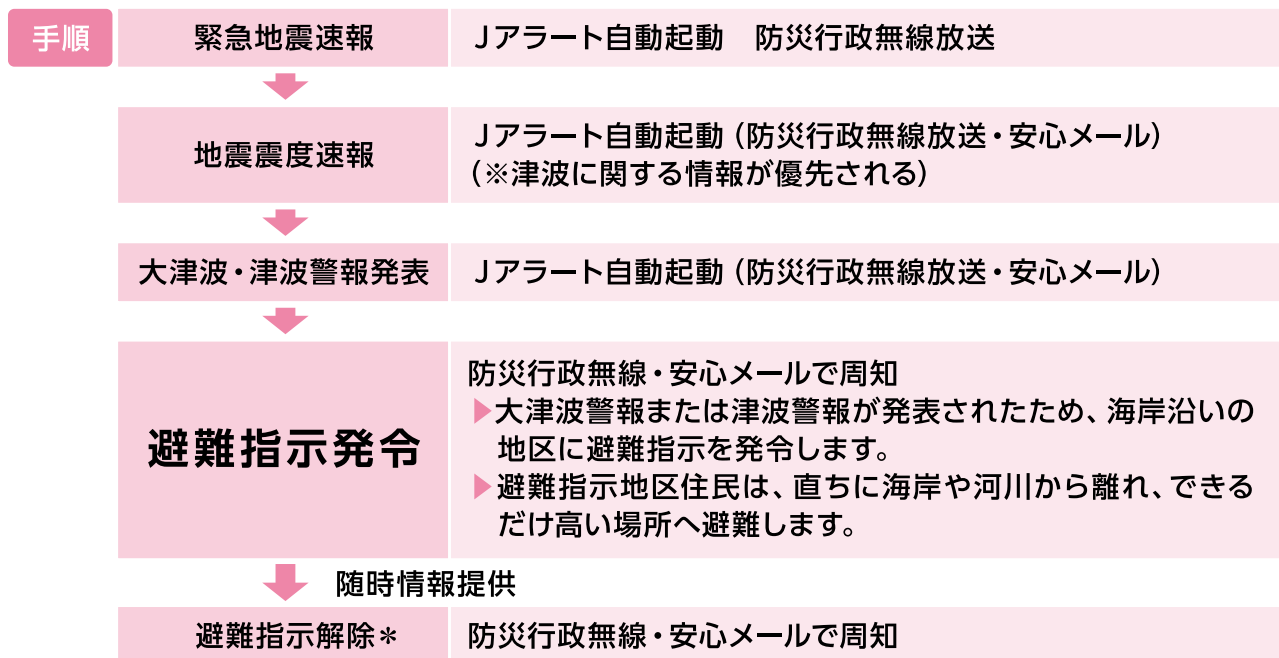 手順
緊急地震速報
Jアラート自動起動　防災行政無線放送
地震震度速報
Jアラート自動起動（防災行政無線放送・安心メール）
（※津波に関する情報が優先される）
大津波・津波警報発表
Jアラート自動起動（防災行政無線放送・安心メール）
避難指示発令
防災行政無線・安心メールで周知
▶大津波警報または津波警報が発表されたため、海岸沿いの
地区に避難指示を発令します。
▶避難指示地区住民は、直ちに海岸や河川から離れ、できる
だけ高い場所へ避難します。
随時情報提供
避難指示解除＊
防災行政無線・安心メールで周知